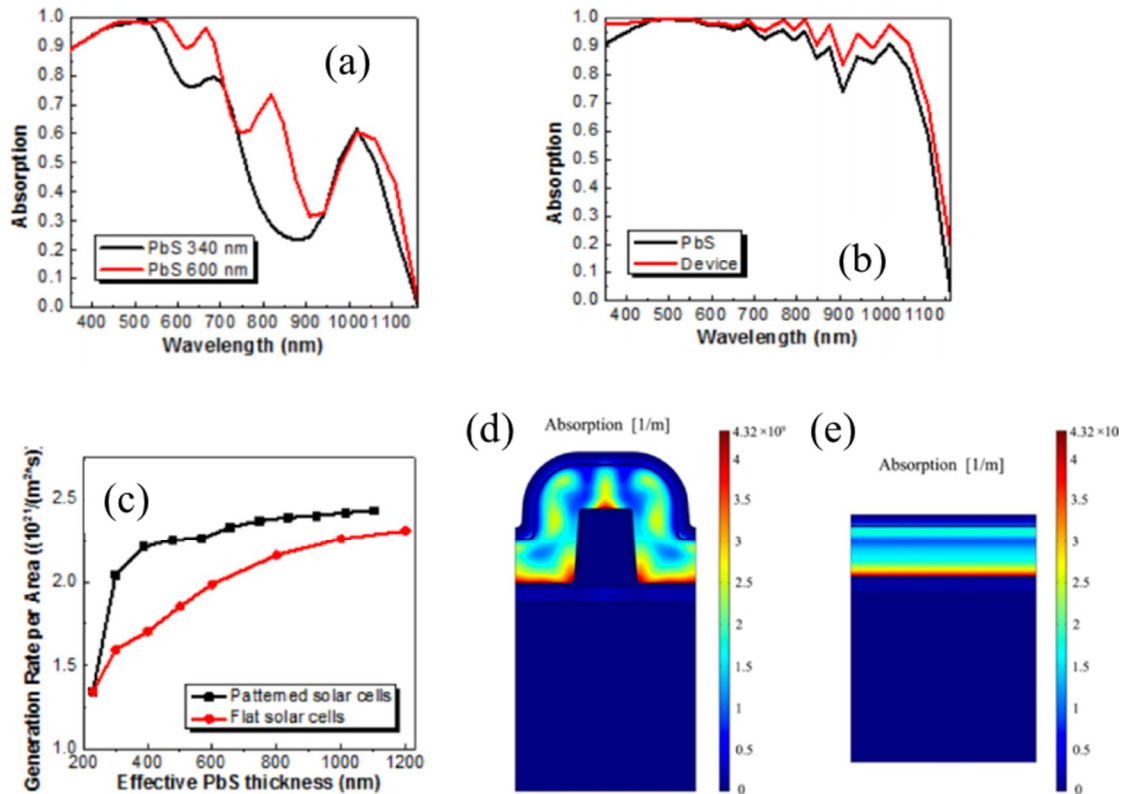 (a)
1.0
0.9
0.8
0.7
0.6
0.5
0.4
0.3
0.2
0.1
0.0
Absorption
PbS 340 nm
PbS 600 nm
400 500 600 700 800 900 1000 1100
Wavelength (nm)
(b)
1.0
0.9
0.8
0.7
0.6
0.5
0.4
0.3
0.2
0.1
0.0
Absorption
PbS
Device
400 500 600 700 800 900 1000 1100
Wavelength (nm)
(c)
Generation Rate per Area ((10²¹/(m²*s))
2.5
2.0
1.5
1.0
Patterned solar cells
Flat solar cells
200 400 600 800 1000 1200
Effective PbS thickness (nm)
(d)
Absorption [1/m]
4.32 ×10⁹
4
3.5
3
2.5
2
1.5
1
0.5
0
(e)
Absorption [1/m]
4.32 ×10
4
3.5
3
2.5
2
1.5
1
0.5
0